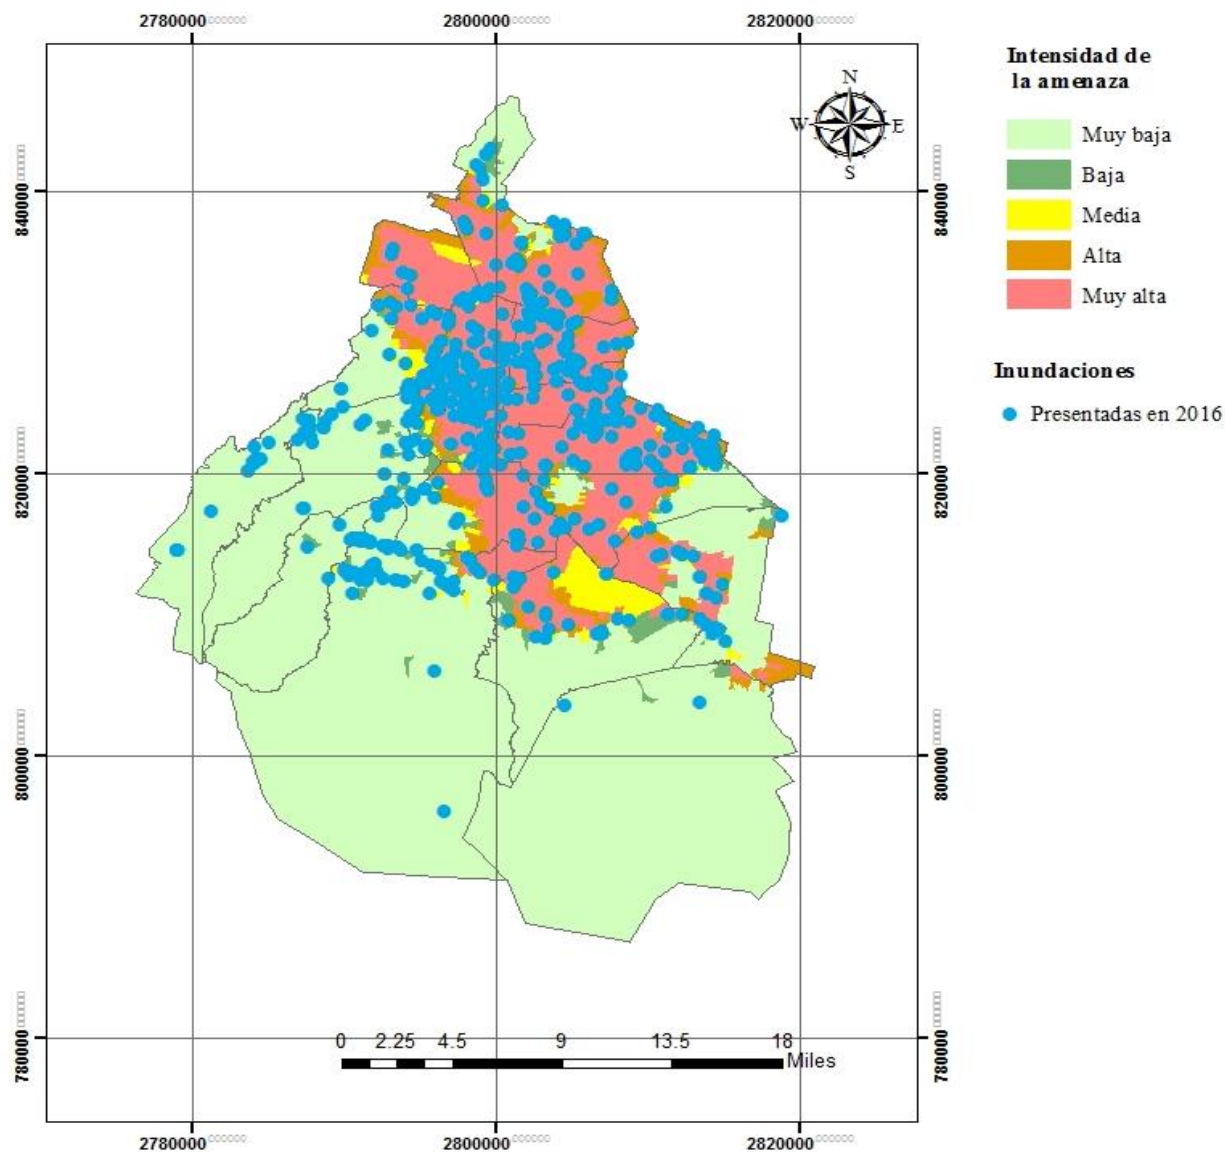 2780000
2800000
2820000
Intensidad de
la amenaza
N
W
E
S
Muy baja
Baja
Media
Alta
Muy alta
Inundaciones
Presentadas en 2016
840000
840000
820000
820000
800000
800000
780000
780000
0 2.25 4.5 9 13.5 18
Miles
2780000
2800000
2820000